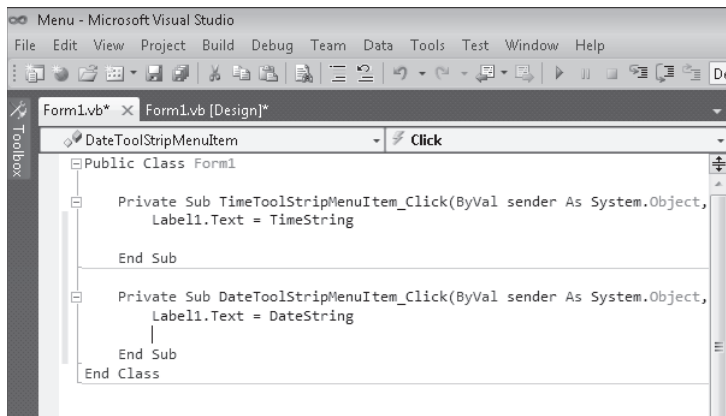 Menu - Microsoft Visual Studio
File Edit View Project Build Debug Team Data Tools Test Window Help
De
Form1.vb* Form1.vb [Design]*
Toolbox
DateToolStripMenuItem Click
Public Class Form1
Private Sub TimeToolStripMenuItem_Click(ByVal sender As System.Object,
Label1.Text = TimeString
End Sub
Private Sub DateToolStripMenuItem_Click(ByVal sender As System.Object,
Label1.Text = DateString
End Sub
End Class